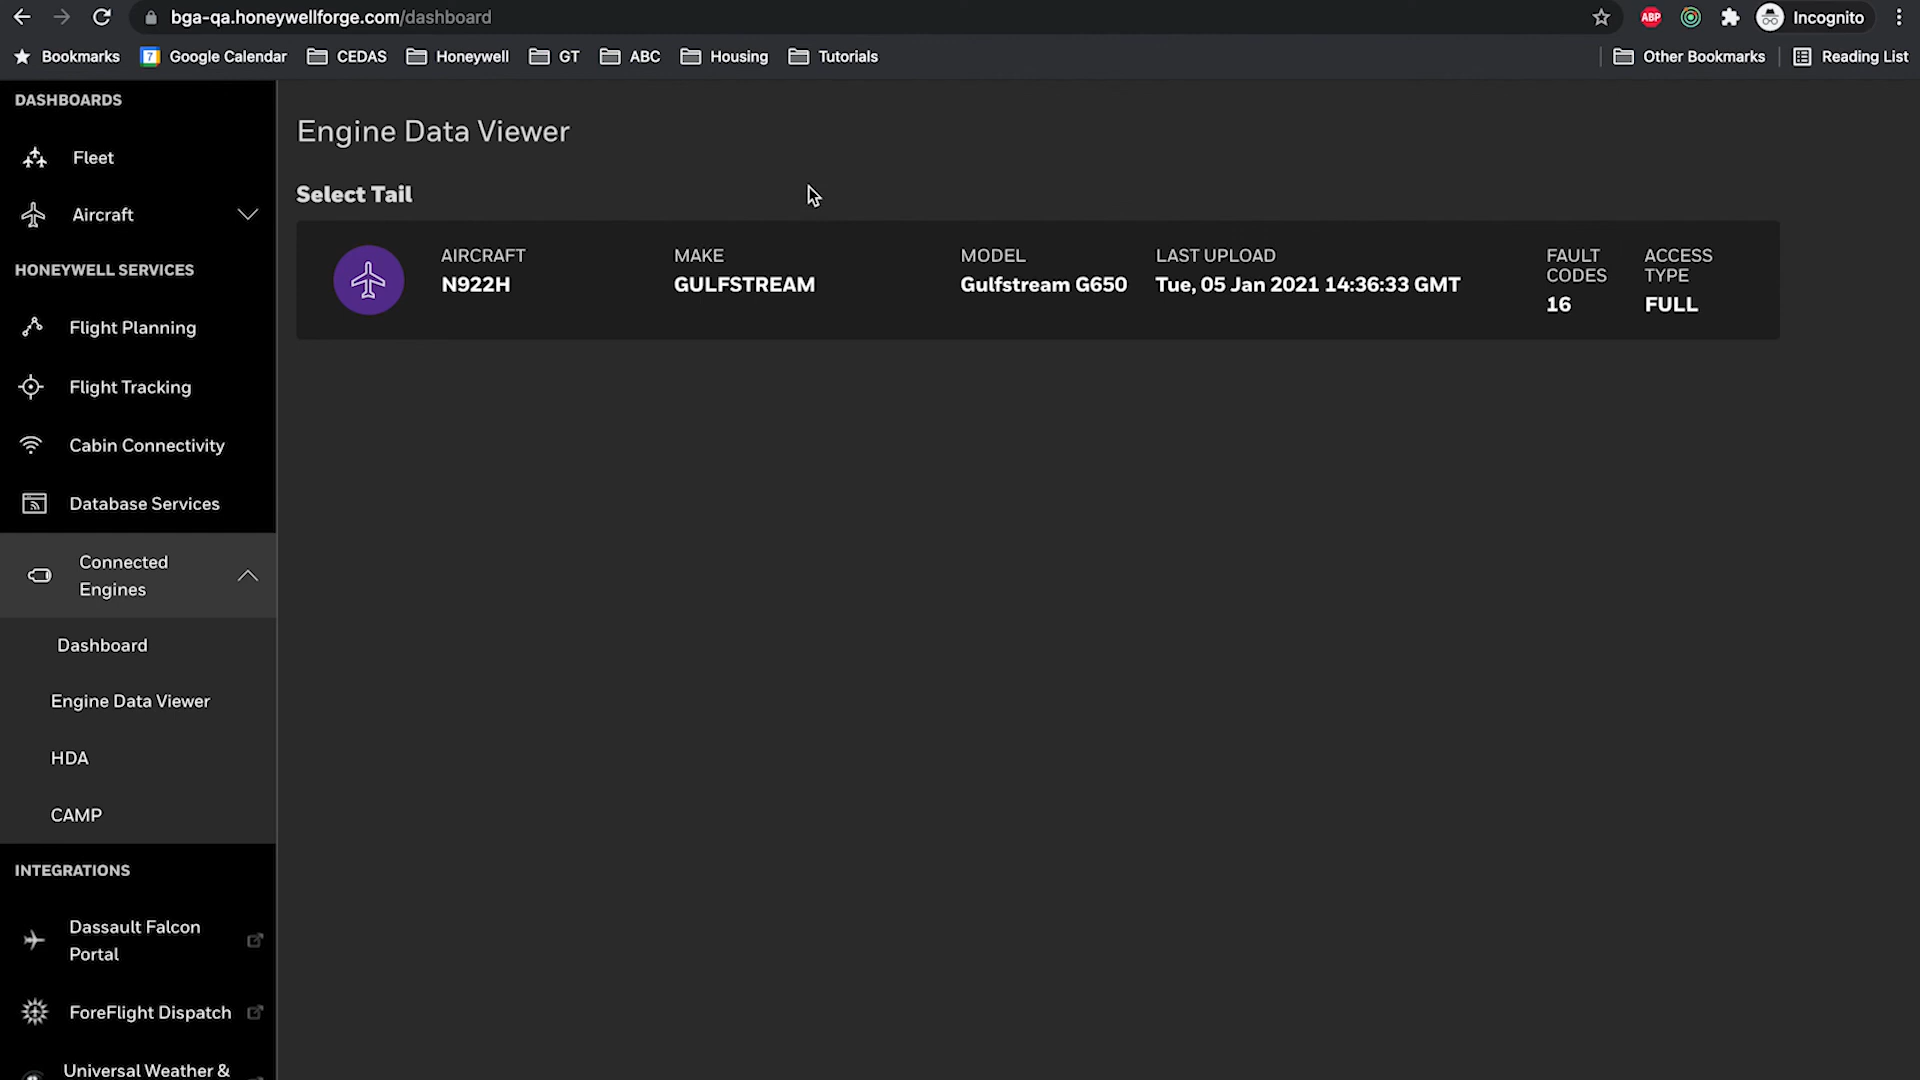 bga-qa.honeywellforge.com/dashboard
ABP
Incognito
Bookmarks
7
Google Calendar
CEDAS
Honeywell
GT
ABC
Housing
Tutorials
Other Bookmarks
Reading List
DASHBOARDS
Fleet
Aircraft
HONEYWELL SERVICES
Flight Planning
Flight Tracking
Cabin Connectivity
Database Services
Connected
Engines
Dashboard
Engine Data Viewer
HDA
CAMP
INTEGRATIONS
Dassault Falcon
Portal
ForeFlight Dispatch
Universal Weather &
Engine Data Viewer
Select Tail
AIRCRAFT
N922H
MAKE
GULFSTREAM
MODEL
Gulfstream G650
LAST UPLOAD
Tue, 05 Jan 2021 14:36:33 GMT
FAULT
CODES
16
ACCESS
TYPE
FULL